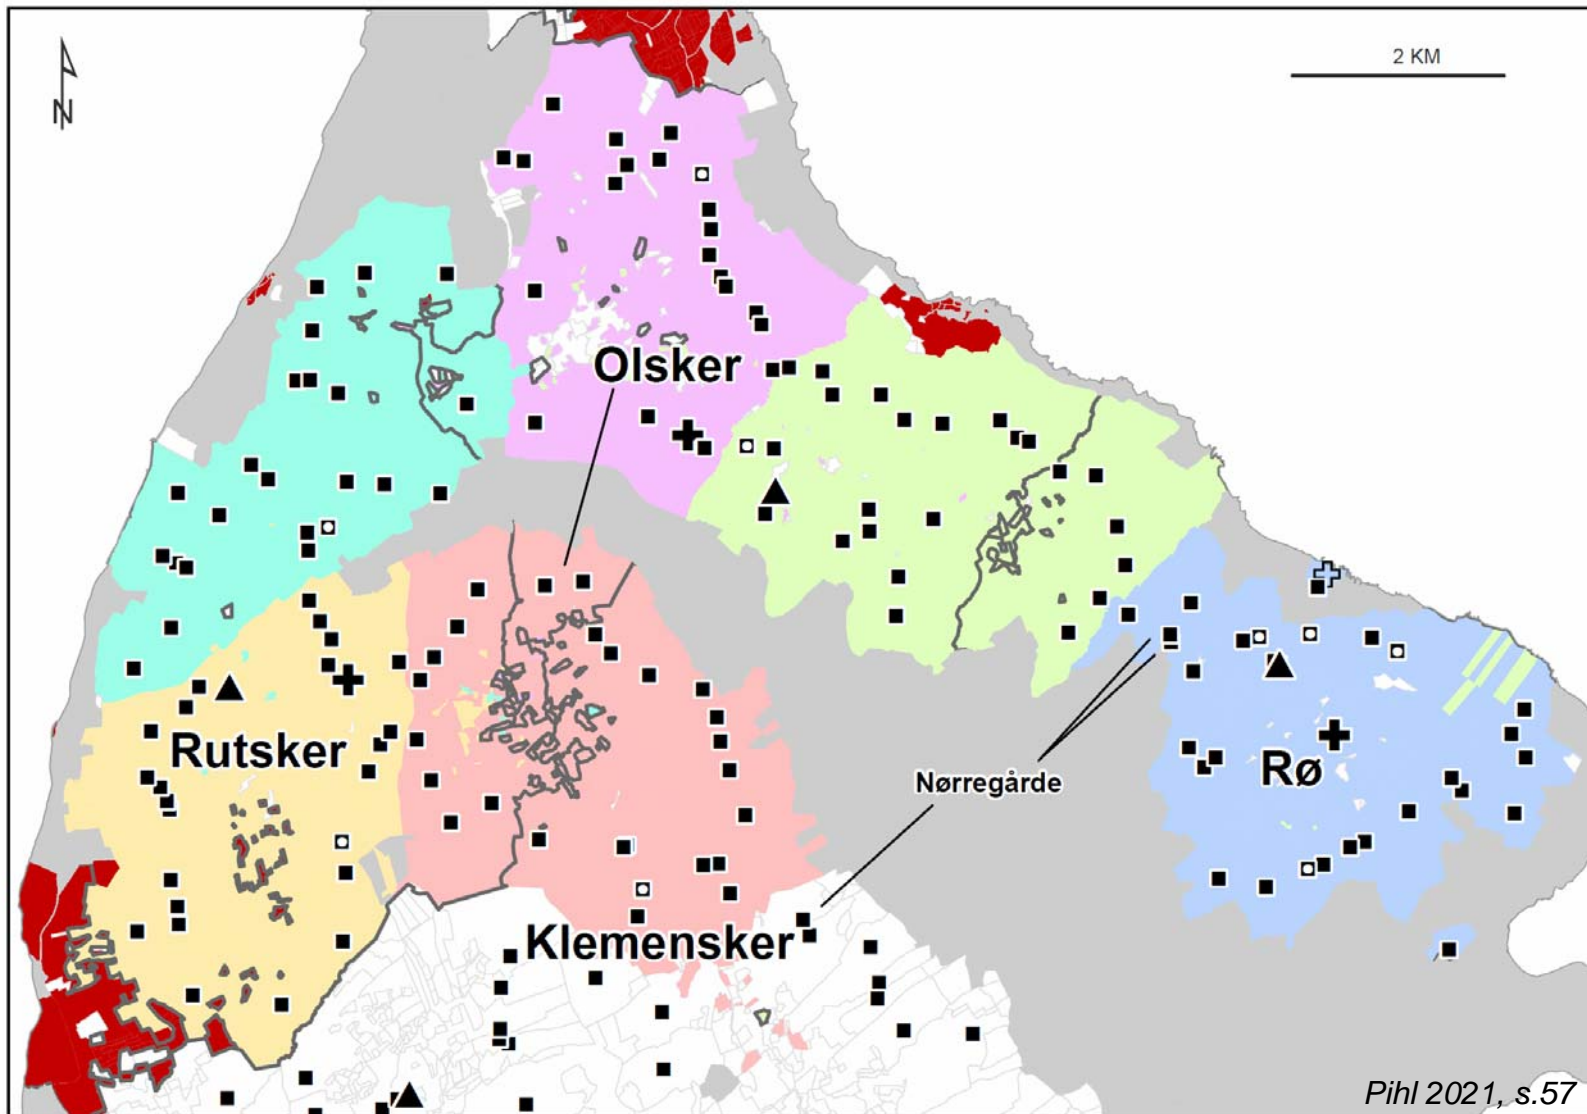 2 KM
N
Olsker
Rutsker
Rø
Nørregårde
Klemensker
Pihl 2021, s.57